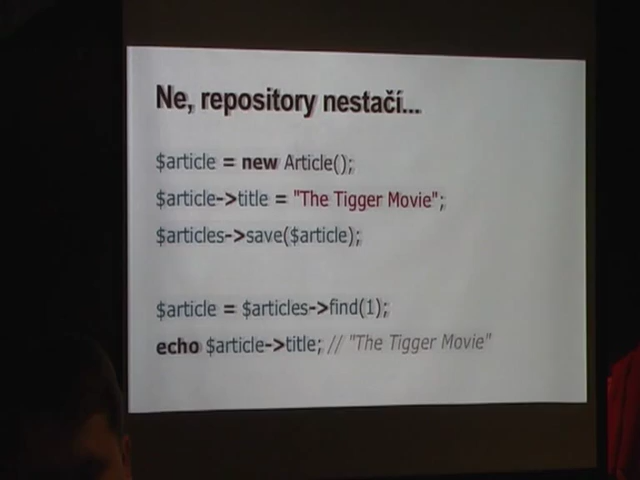 Ne, repository nestačí...
$article = new Article();
$article->title = "The Tigger Movie";
$articles->save($article);
$article = $articles->find(1);
echo $article->title; // "The Tigger Movie"